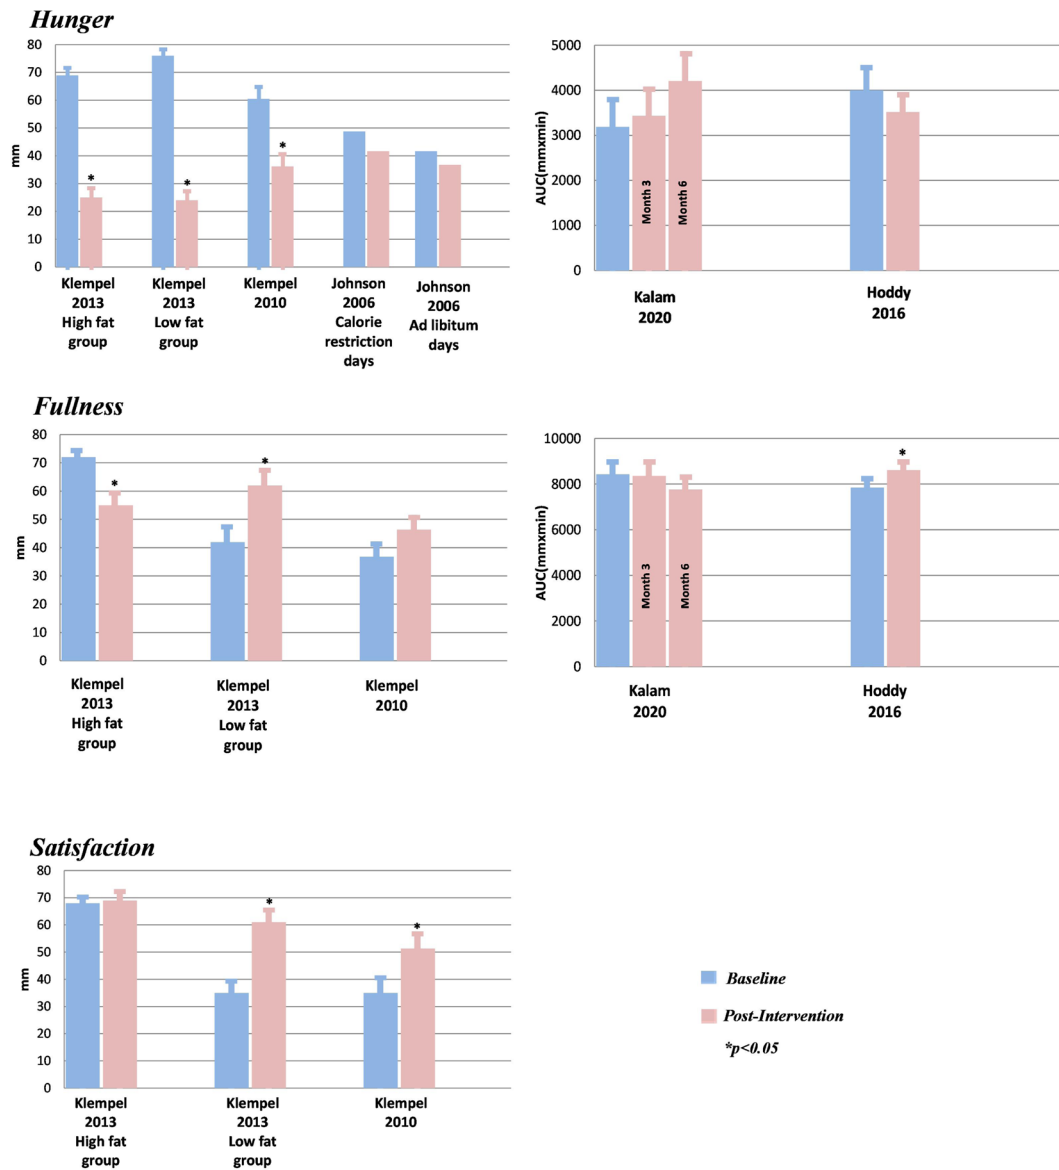 Hunger
80
70
60
50
40
30
20
10
0
mm
*
*
*
Klempel
2013
High fat
group
Klempel
2013
Low fat
group
Klempel
2010
Johnson
2006
Calorie
restriction
days
Johnson
2006
Ad libitum
days
5000
4000
3000
2000
1000
0
AUC(mmxmin)
Month 3
Month 6
Kalam
2020
Hoddy
2016
Fullness
80
70
60
50
40
30
20
10
0
mm
*
*
Klempel
2013
High fat
group
Klempel
2013
Low fat
group
Klempel
2010
10000
8000
6000
4000
2000
0
AUC(mmxmin)
Month 3
Month 6
*
Kalam
2020
Hoddy
2016
Satisfaction
80
70
60
50
40
30
20
10
0
mm
*
*
Klempel
2013
High fat
group
Klempel
2013
Low fat
group
Klempel
2010
Baseline
Post-Intervention
*p<0.05